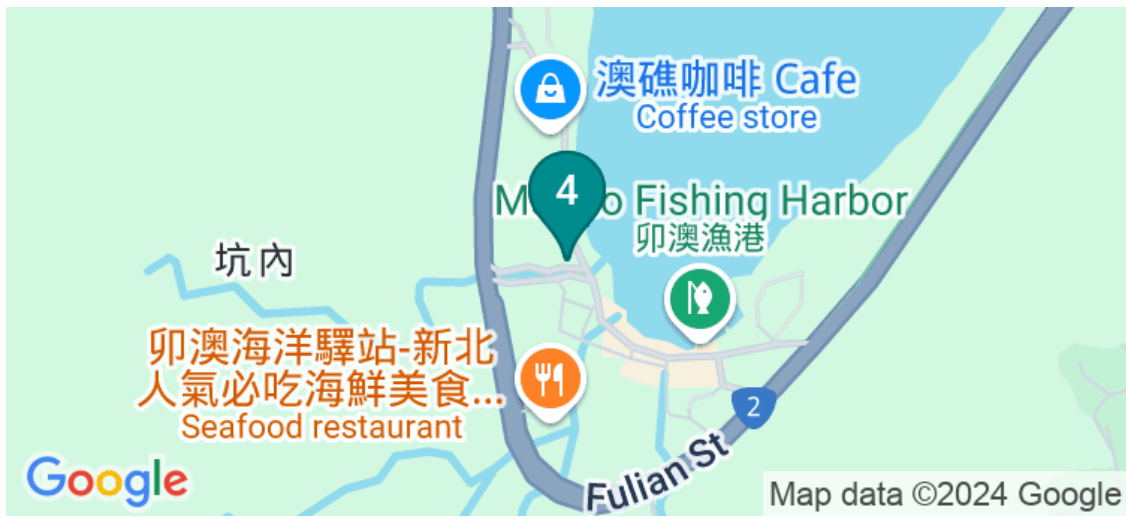 澳礁咖啡 Cafe
Coffee store
4
Fishing Harbor
卯澳漁港
坑內
卯澳海洋驛站-新北
人氣必吃海鮮美食...
Seafood restaurant
2
Fulian St
Google
Map data ©2024 Google